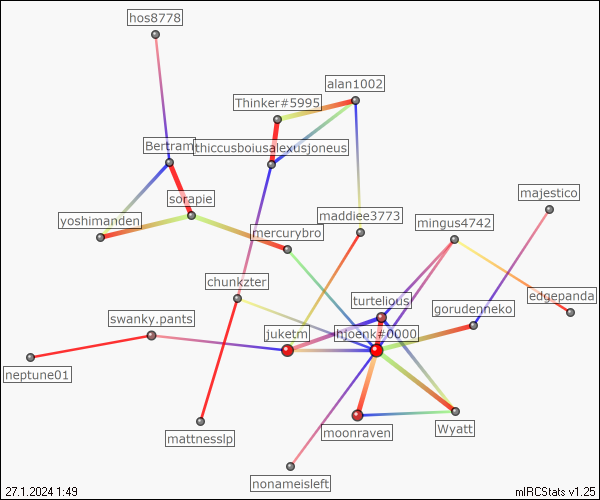 hos8778
alan1002
Thinker#5995
Bertram
thiccusboiusalexusjoneus
majestico
sorapie
maddiee3773
yoshimanden
mingus4742
mercurybro
chunkzter
edgepanda
turtelious
gorudenneko
swanky.pants
juketm
hjoenk#0000
neptune01
Wyatt
moonraven
mattnesslp
nonameisleft
27.1.2024 1:49
mIRCStats v1.25